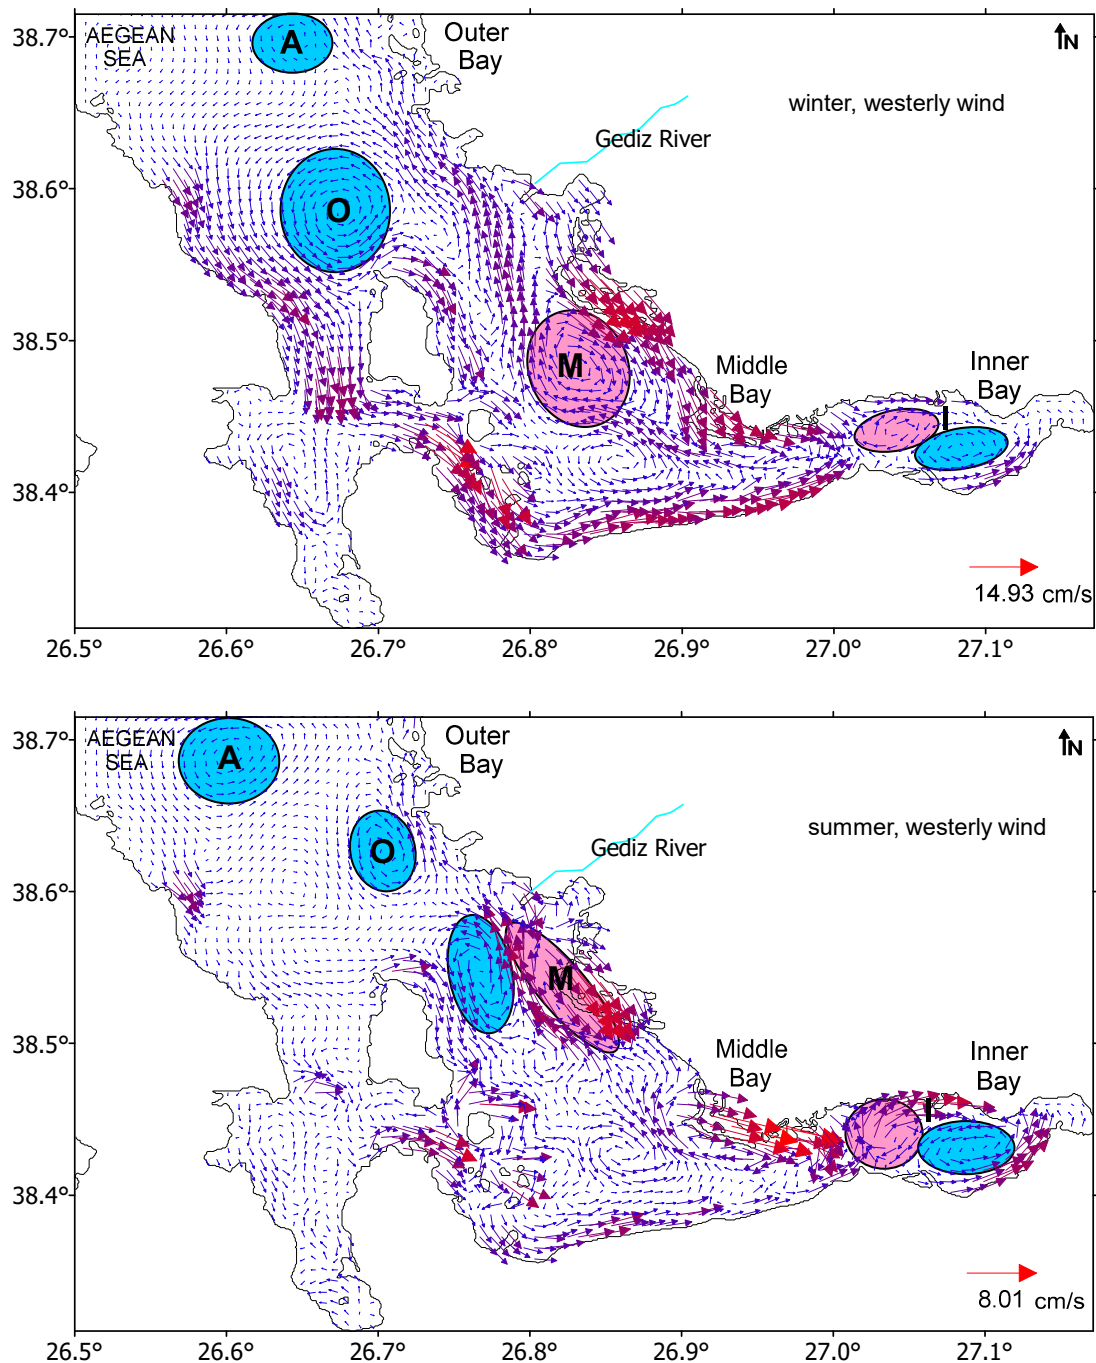 38.7°
AEGEAN
SEA
A
Outer
Bay
N
winter, westerly wind
Gediz River
38.6°
O
38.5°
M
Middle
Bay
Inner
Bay
I
38.4°
14.93 cm/s
26.5° 26.6° 26.7° 26.8° 26.9° 27.0° 27.1°
38.7°
AEGEAN
SEA
A
Outer
Bay
N
summer, westerly wind
Gediz River
O
38.6°
M
38.5°
Middle
Bay
Inner
Bay
I
38.4°
8.01 cm/s
26.5° 26.6° 26.7° 26.8° 26.9° 27.0° 27.1°